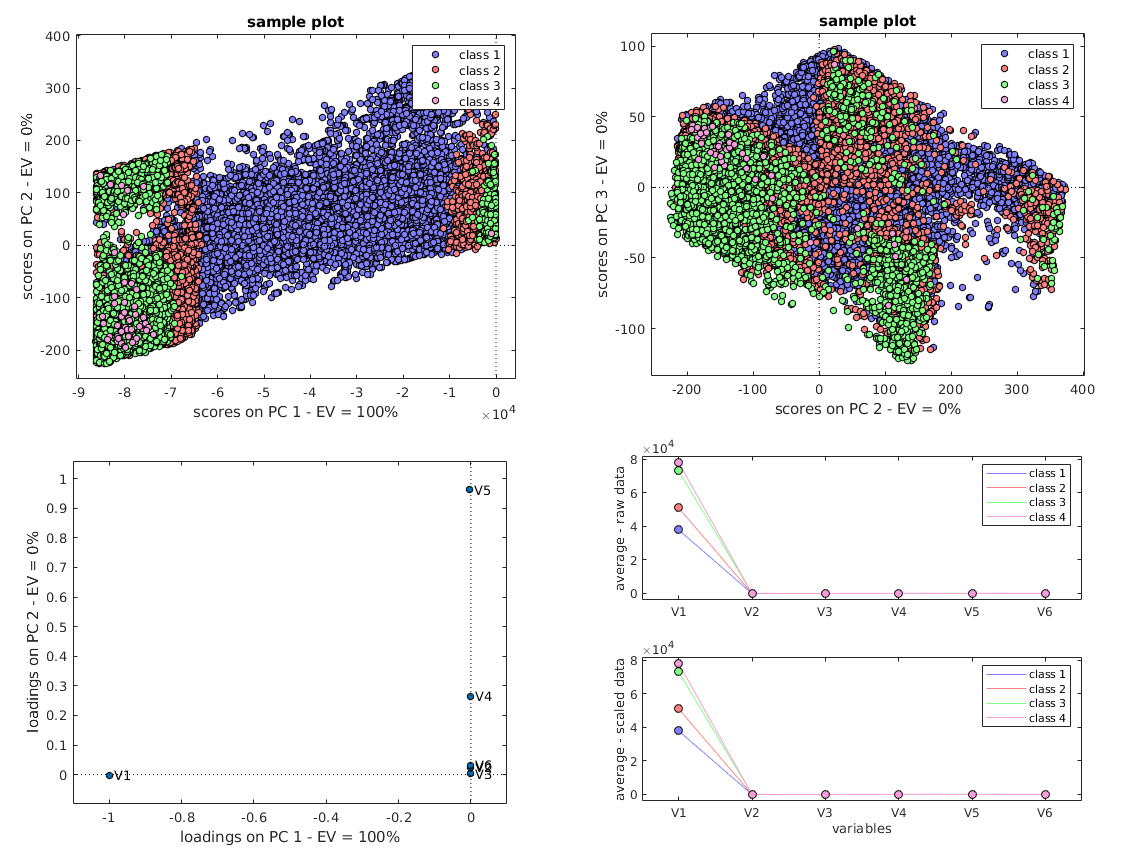 sample plot
400
300
200
100
0
-100
-200
-9
-8
-7
-6
-5
-4
-3
-2
-1
0
×10^4
scores on PC 1 - EV = 100%
scores on PC 2 - EV = 0%
class 1
class 2
class 3
class 4
sample plot
100
50
0
-50
-100
-200
-100
0
100
200
300
400
scores on PC 2 - EV = 0%
scores on PC 3 - EV = 0%
class 1
class 2
class 3
class 4
1
0.9
0.8
0.7
0.6
0.5
0.4
0.3
0.2
0.1
0
-1
-0.8
-0.6
-0.4
-0.2
0
loadings on PC 1 - EV = 100%
loadings on PC 2 - EV = 0%
V5
V4
V6
V3
V1
×10^4
8
6
4
2
0
V1
V2
V3
V4
V5
V6
average - raw data
class 1
class 2
class 3
class 4
×10^4
8
6
4
2
0
V1
V2
V3
V4
V5
V6
variables
average - scaled data
class 1
class 2
class 3
class 4